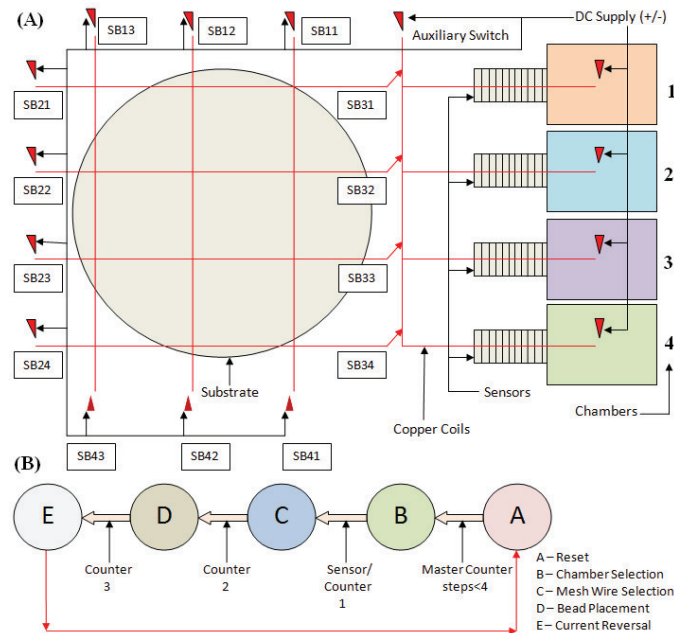 (A)
SB13
SB12
SB11
Auxiliary Switch
DC Supply (+/-)
SB21
SB31
1
SB22
SB32
2
SB23
SB33
3
SB24
SB34
4
Substrate
Sensors
Chambers
Copper Coils
SB43
SB42
SB41
(B)
E
D
C
B
A
Counter
3
Counter
2
Sensor/
Counter
1
Master Counter
steps<4
A – Reset
B – Chamber Selection
C – Mesh Wire Selection
D – Bead Placement
E – Current Reversal